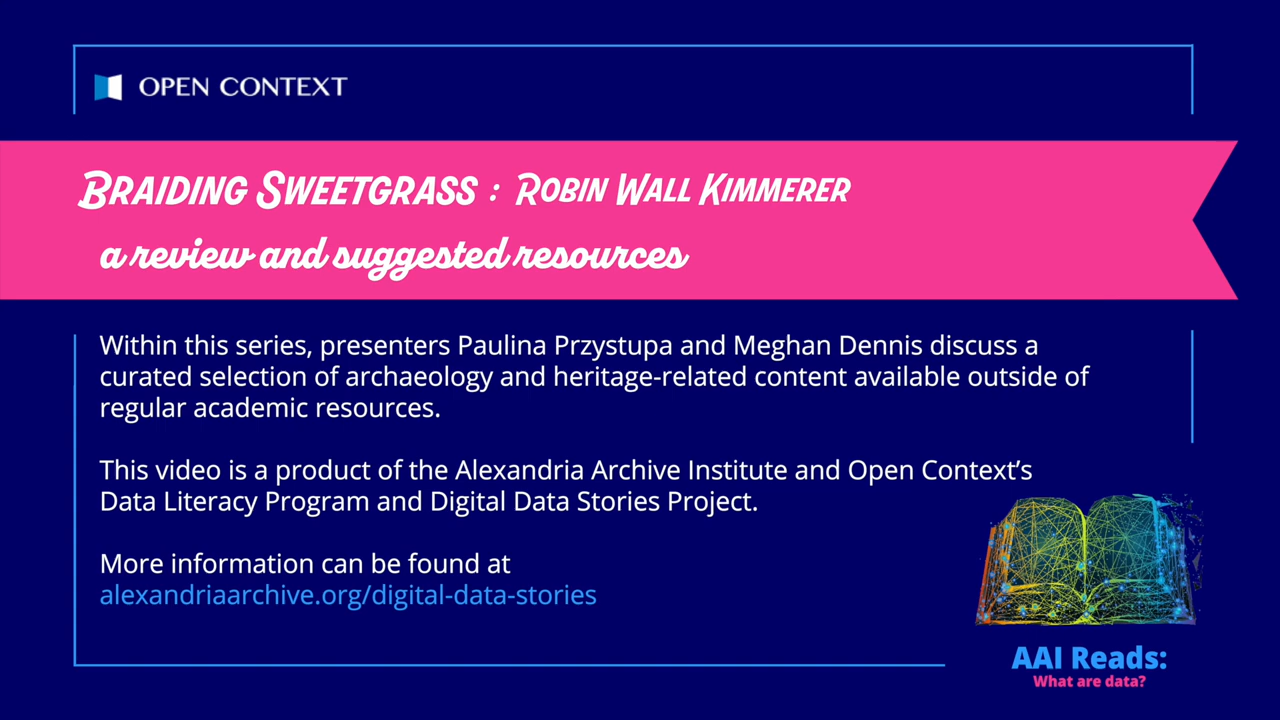 OPEN CONTEXT
BRAIDING SWEETGRASS : ROBIN WALL KIMMERER
a review and suggested resources
Within this series, presenters Paulina Przystupa and Meghan Dennis discuss a
curated selection of archaeology and heritage-related content available outside of
regular academic resources.
This video is a product of the Alexandria Archive Institute and Open Context’s
Data Literacy Program and Digital Data Stories Project.
More information can be found at
alexandriaarchive.org/digital-data-stories
AAI Reads:
What are data?